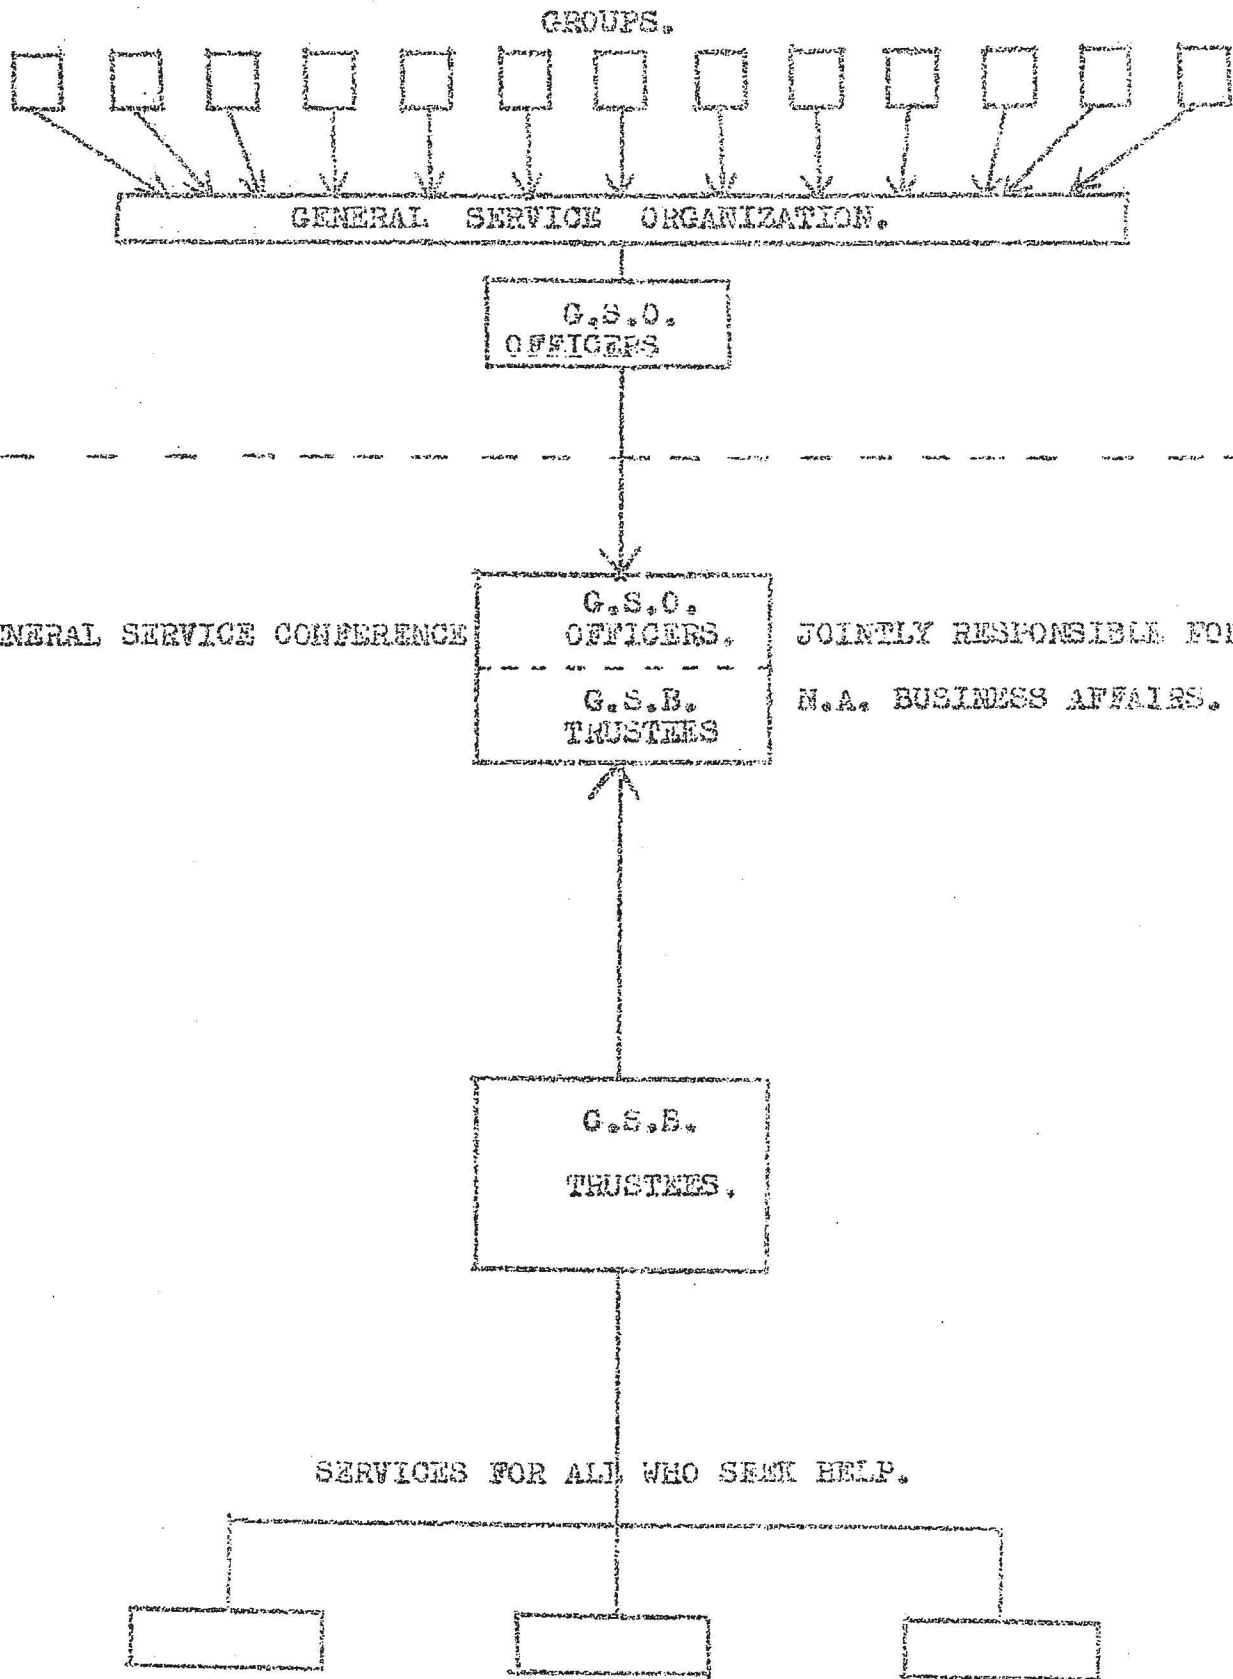 GROUPS.
GENERAL SERVICE ORGANIZATION.
G.S.O.
OFFICERS
NERAL SERVICE CONFERENCE
G.S.O.
OFFICERS.
JOINTLY RESPONSIBLE FO
G.S.B.
TRUSTEES
N.A. BUSINESS AFFAIRS.
G.S.B.
TRUSTEES.
SERVICES FOR ALL WHO SEEK HELP.